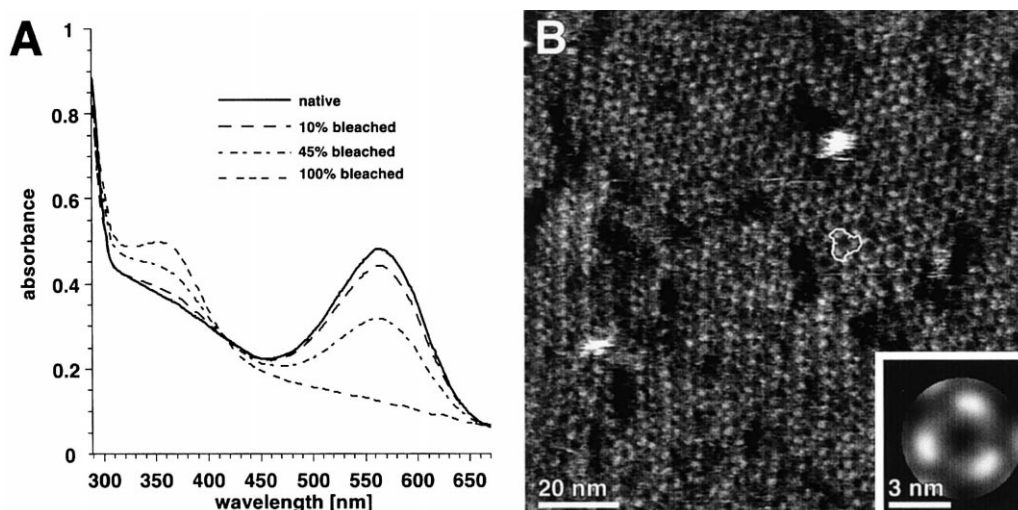 A
1
0.8
0.6
0.4
0.2
0
absorbance
native
10% bleached
45% bleached
100% bleached
300 350 400 450 500 550 600 650
wavelength [nm]
B
20 nm
3 nm